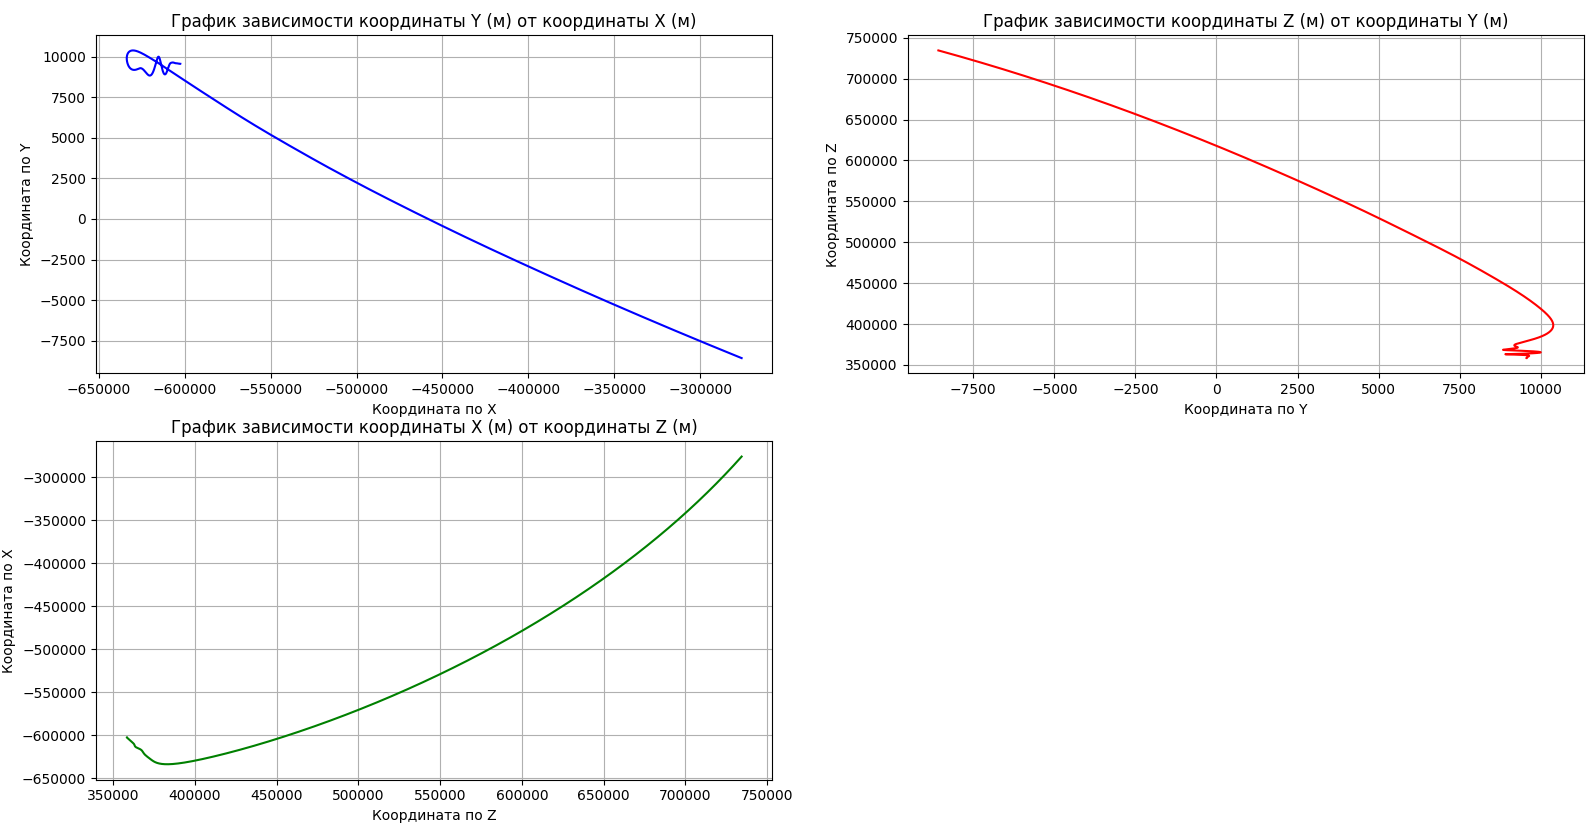 График зависимости координаты Y (м) от координаты X (м)
10000
7500
5000
2500
0
−2500
−5000
−7500
Координата по Y
−650000 −600000 −550000 −500000 −450000 −400000 −350000 −300000
Координата по X
График зависимости координаты Z (м) от координаты Y (м)
750000
700000
650000
600000
550000
500000
450000
400000
350000
Координата по Z
−7500 −5000 −2500 0 2500 5000 7500 10000
Координата по Y
График зависимости координаты X (м) от координаты Z (м)
−300000
−350000
−400000
−450000
−500000
−550000
−600000
−650000
Координата по X
350000 400000 450000 500000 550000 600000 650000 700000 750000
Координата по Z